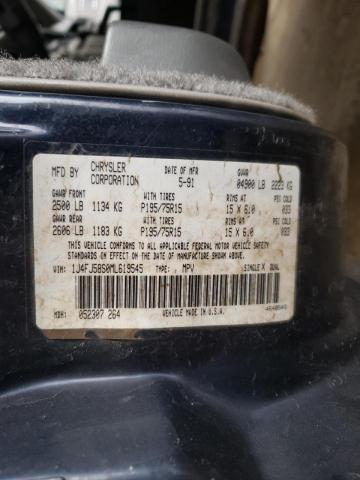 MFD BY CHRYSLER CORPORATION DATE OF MFR 5-91 GVWR 04900 LB 2223 KG
GAWR FRONT WITH TIRES RIMS AT PSI COLD
2500 LB 1134 KG P195/75R15 15 X 6.0 033
GAWR REAR WITH TIRES RIMS AT PSI COLD
2606 LB 1183 KG P195/75R15 15 X 6.0 033
THIS VEHICLE CONFORMS TO ALL APPLICABLE FEDERAL MOTOR VEHICLE SAFETY STANDARDS IN EFFECT ON THE DATE OF MANUFACTURE SHOWN ABOVE.
VIN: 1J4FJ58S0ML619545 TYPE: MPV SINGLE X DUAL
MDH: 052307 264 VEHICLE MADE IN U.S.A.